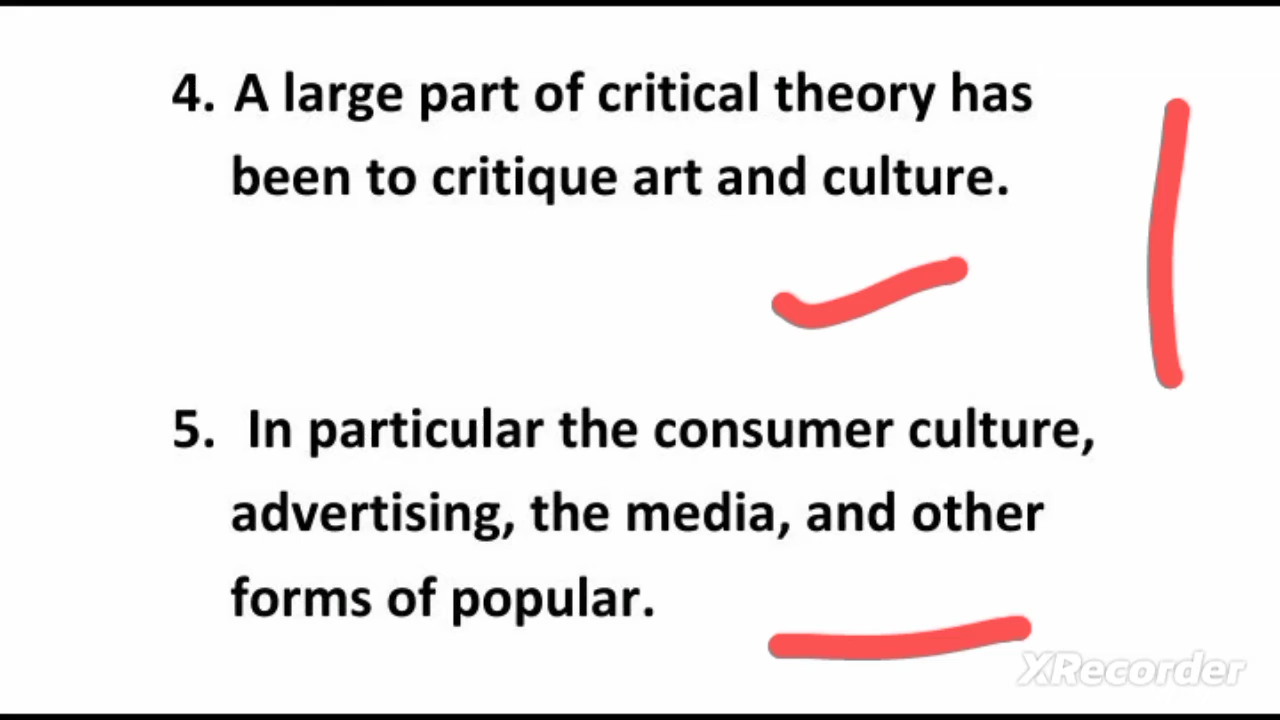 4. A large part of critical theory has
been to critique art and culture.
5. In particular the consumer culture,
advertising, the media, and other
forms of popular.
XRecorder